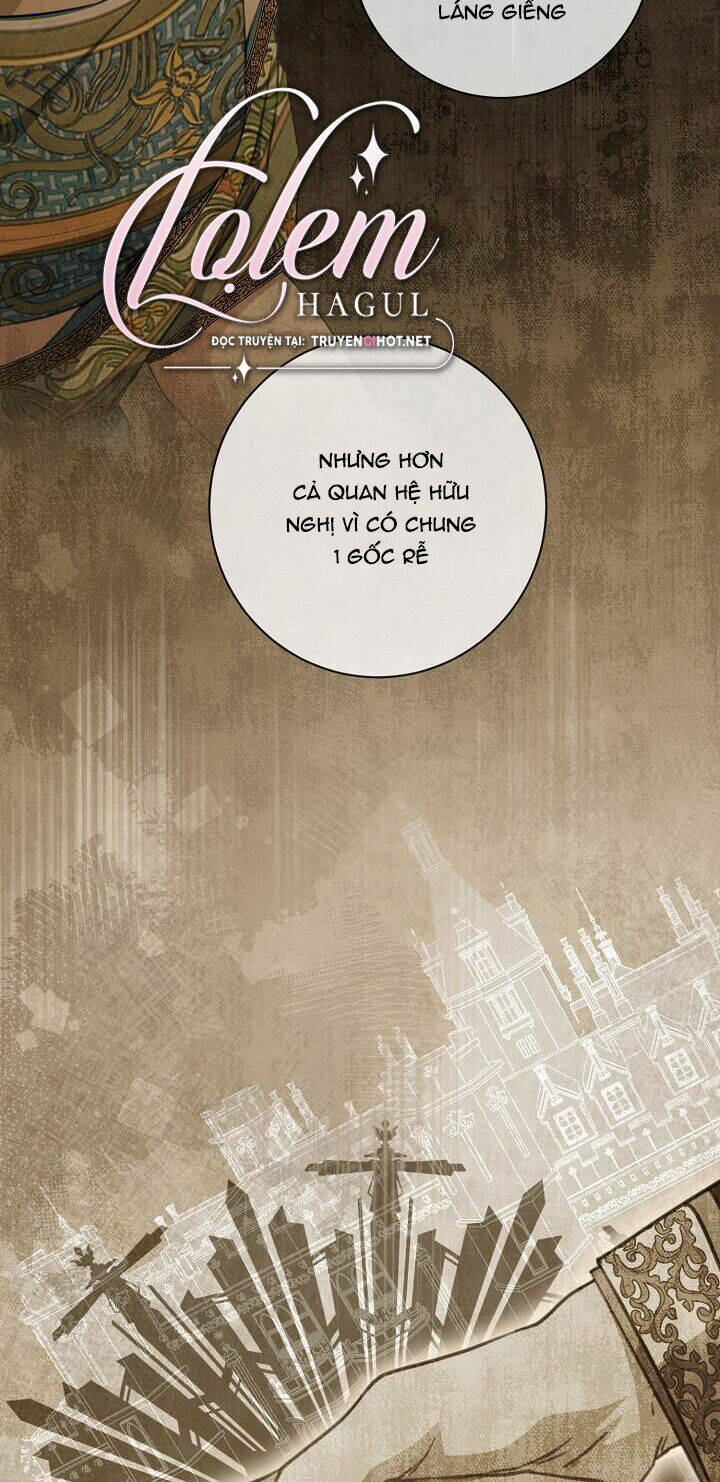 LÁNG GIỀNG
Lọlem
HAGUL
ĐỌC TRUYỆN TẠI: TRUYENGIHOT.NET
NHƯNG HƠN
CẢ QUAN HỆ HỮU
NGHỊ VÌ CÓ CHUNG
1 GỐC RỄ